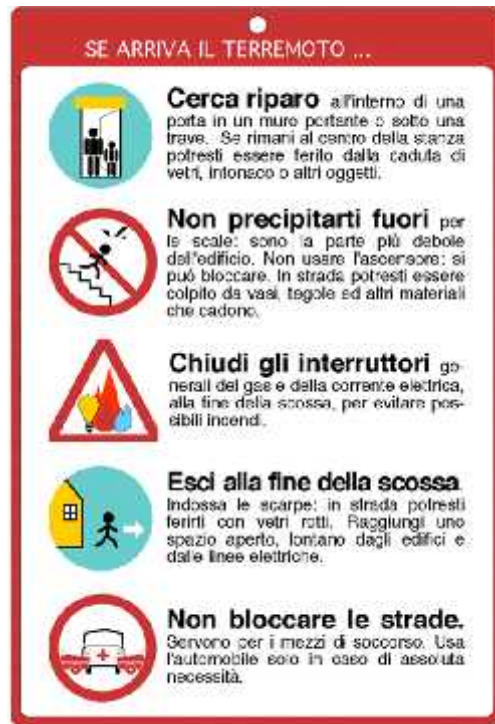 SE ARRIVA IL TERREMOTO ...
Cerca riparo all'interno di una
porta in un muro portante o sotto una
trave. Se rimani al centro della stanza
potresti essere ferito dalla caduta di
vetri, intonaco o altri oggetti.
Non precipitarti fuori per
le scale: sono la parte più debole
dell'edificio. Non usare l'ascensore: si
può bloccare. In strada potresti essere
colpito da vasi, tegole ed altri materiali
che cadono.
Chiudi gli interruttori ge-
nerali del gas e della corrente elettrica,
alla fine della scossa, per evitare pos-
sibili incendi.
Esci alla fine della scossa.
Indossa le scarpe: in strada potresti
ferirti con vetri rotti. Raggiungi uno
spazio aperto, lontano dagli edifici e
dalle linee elettriche.
Non bloccare le strade.
Servono per i mezzi di soccorso. Usa
l'automobile solo in caso di assoluta
necessità.